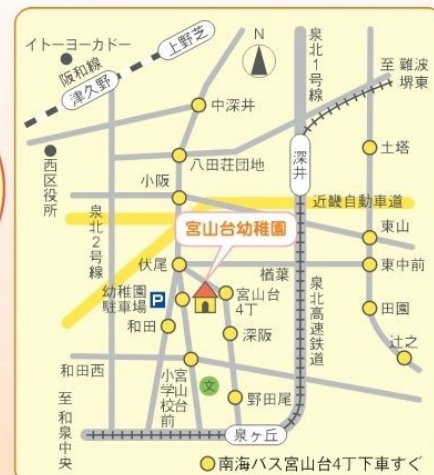 イトーヨーカドー
阪和線
上野芝
津久野
N
泉北1号線
至 難波
堺東
中深井
西区役所
八田荘団地
深井
土塔
小阪
近畿自動車道
泉北2号線
宮山台幼稚園
東山
伏尾
楢葉
東中前
幼稚園
駐車場
P
宮山台
4丁
泉北高速鉄道
田園
和田
深阪
辻之
和田西
宮山台
小学校前
文
野田尾
至 和泉中央
泉ヶ丘
南海バス宮山台4丁下車すぐ